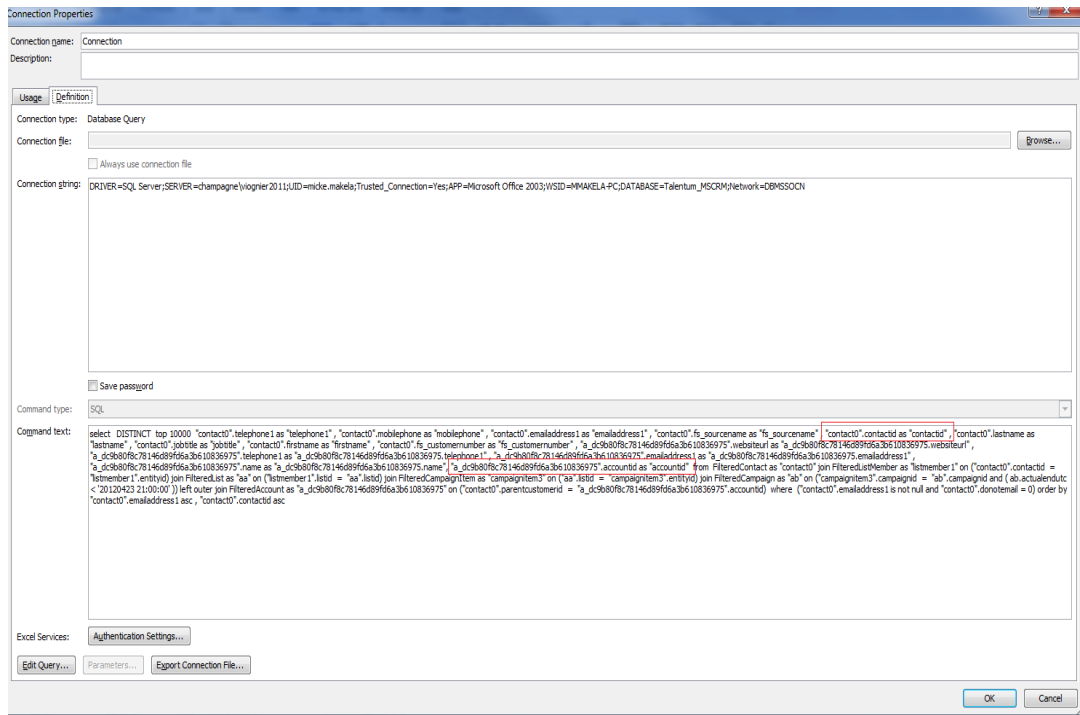 Connection Properties
Connection name: Connection
Description:
Usage Definition
Connection type: Database Query
Connection file: Browse...
Always use connection file
Connection string: DRIVER=SQL Server;SERVER=champagne\viognier2011;UID=micke.makela;Trusted_Connection=Yes;APP=Microsoft Office 2003;WSID=MMAKELA-PC;DATABASE=Talentum_MSCRM;Network=DBMSSOCN
Save password
Command type: SQL
Command text: select DISTINCT top 10000 "contact0".telephone1 as "telephone1" , "contact0".mobilephone as "mobilephone" , "contact0".emailaddress1 as "emailaddress1" , "contact0".fs_sourcename as "fs_sourcename" , "contact0".contactid as "contactid" , "contact0".lastname as
"lastname" , "contact0".jobtitle as "jobtitle" , "contact0".firstname as "firstname" , "contact0".fs_customernumber as "fs_customernumber" , "a_dc9b80f8c78146d89fd6a3b610836975".websiteurl as "a_dc9b80f8c78146d89fd6a3b610836975.websiteurl" ,
"a_dc9b80f8c78146d89fd6a3b610836975".telephone1 as "a_dc9b80f8c78146d89fd6a3b610836975.telephone1" , "a_dc9b80f8c78146d89fd6a3b610836975".emailaddress1 as "a_dc9b80f8c78146d89fd6a3b610836975.emailaddress1" ,
"a_dc9b80f8c78146d89fd6a3b610836975".name as "a_dc9b80f8c78146d89fd6a3b610836975.name", "a_dc9b80f8c78146d89fd6a3b610836975".accountid as "accountid" from FilteredContact as "contact0" join FilteredListMember as "listmember1" on ("contact0".contactid =
"listmember1".entityid) join FilteredList as "aa" on ("listmember1".listid = "aa".listid) join FilteredCampaignItem as "campaignitem3" on ("aa".listid = "campaignitem3".entityid) join FilteredCampaign as "ab" on ("campaignitem3".campaignid = "ab".campaignid and ( ab.actualendutc
< '20120423 21:00:00' )) left outer join FilteredAccount as "a_dc9b80f8c78146d89fd6a3b610836975" on ("contact0".parentcustomerid = "a_dc9b80f8c78146d89fd6a3b610836975".accountid) where ("contact0".emailaddress1 is not null and "contact0".donotemail = 0) order by
"contact0".emailaddress1 asc , "contact0".contactid asc
Excel Services: Authentication Settings...
Edit Query... Parameters... Export Connection File...
OK Cancel